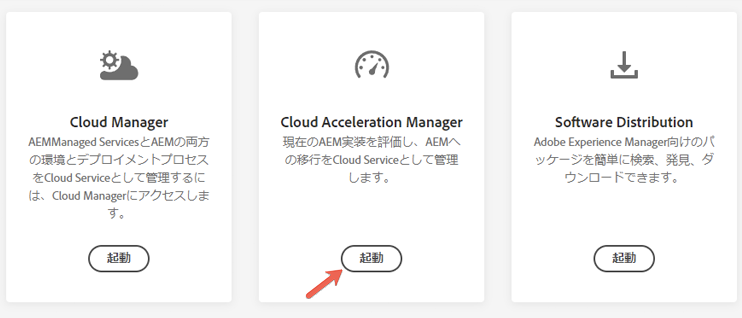 Cloud Manager
AEMManaged ServicesとAEMの両方
の環境とデプロイメントプロセス
をCloud Serviceとして管理するに
は、Cloud Managerにアクセスしま
す。
起動
Cloud Acceleration Manager
現在のAEM実装を評価し、AEMへ
の移行をCloud Serviceとして管理
します。
起動
Software Distribution
Adobe Experience Manager向けのパ
ッケージを簡単に検索、発見、ダ
ウンロードできます。
起動